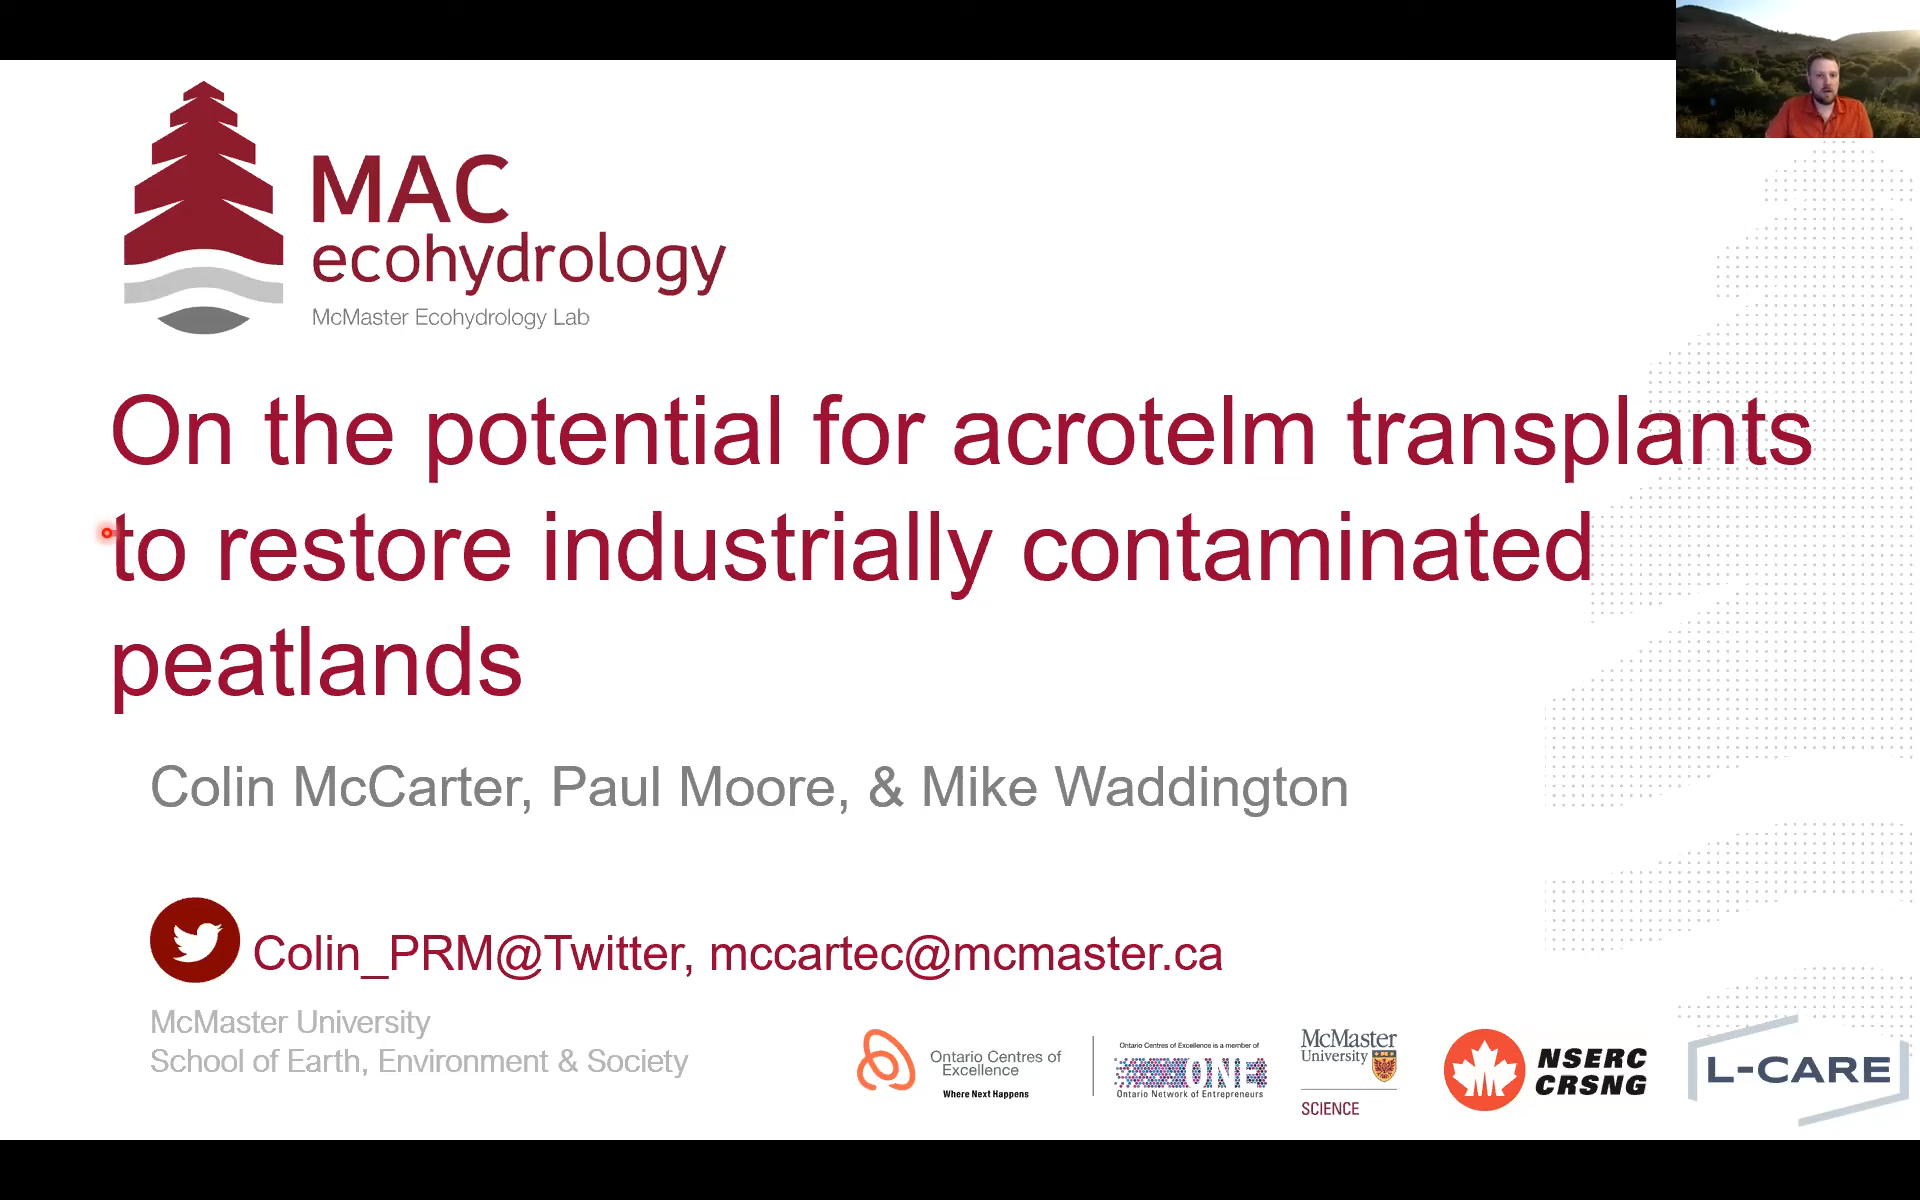 MAC
ecohydrology
McMaster Ecohydrology Lab
On the potential for acrotelm transplants
to restore industrially contaminated
peatlands
Colin McCarter, Paul Moore, & Mike Waddington
Colin_PRM@Twitter, mccartec@mcmaster.ca
McMaster University
School of Earth, Environment & Society
Ontario Centres of
Excellence
Where Next Happens
Ontario Centres of Excellence is a member of
ONE
Ontario Network of Entrepreneurs
McMaster
University
SCIENCE
NSERC
CRSNG
L-CARE